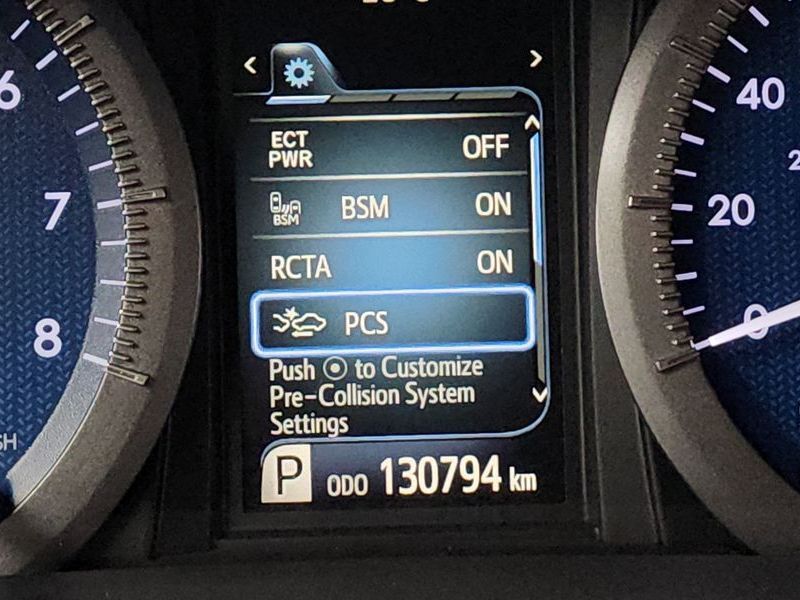 6
7
8
ECT
PWR
OFF
BSM
BSM
ON
RCTA
ON
PCS
Push to Customize
Pre-Collision System
Settings
P
ODO 130794 km
40
20
0